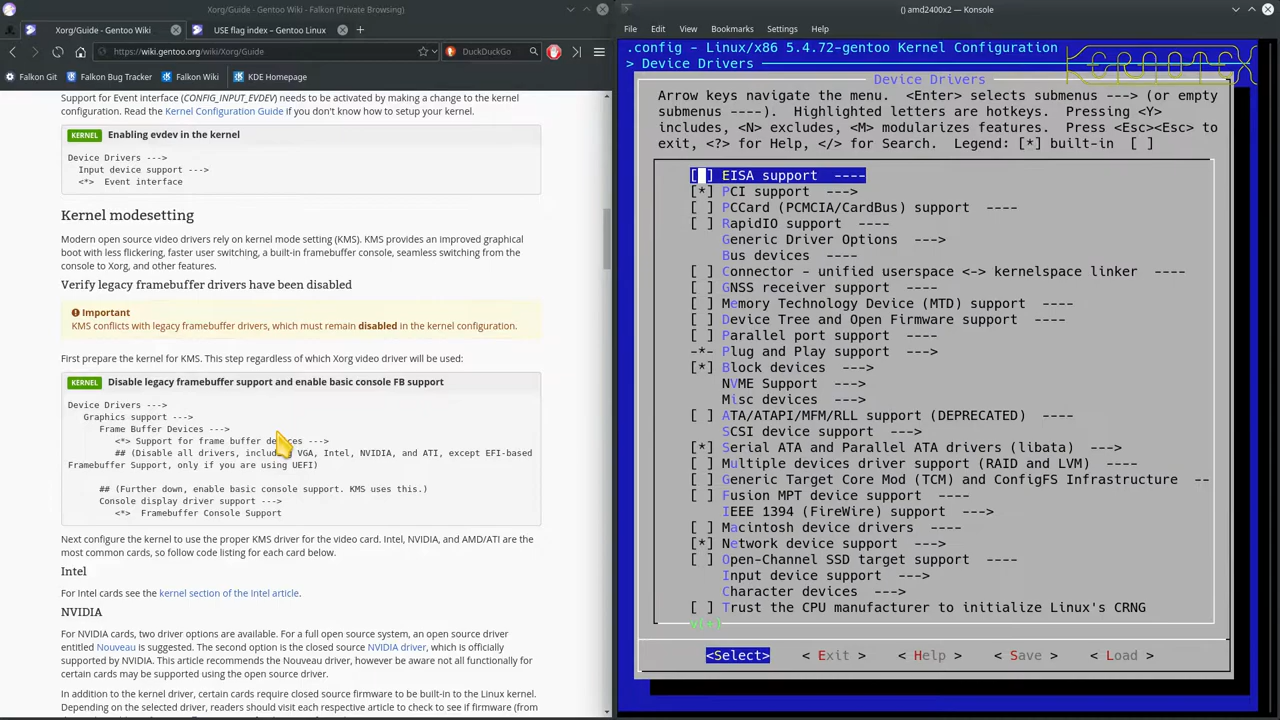 Xorg/Guide - Gentoo Wiki - Falkon (Private Browsing)
Xorg/Guide - Gentoo Wiki
USE flag index – Gentoo Linux
https://wiki.gentoo.org/wiki/Xorg/Guide
DuckDuckGo
Falkon Git
Falkon Bug Tracker
Falkon Wiki
KDE Homepage
Support for Event interface (CONFIG_INPUT_EVDEV) needs to be activated by making a change to the kernel
configuration. Read the Kernel Configuration Guide if you don't know how to setup your kernel.
KERNEL Enabling evdev in the kernel
Device Drivers --->
Input device support --->
<*> Event interface
Kernel modesetting
Modern open source video drivers rely on kernel mode setting (KMS). KMS provides an improved graphical
boot with less flickering, faster user switching, a built-in framebuffer console, seamless switching from the
console to Xorg, and other features.
Verify legacy framebuffer drivers have been disabled
Important
KMS conflicts with legacy framebuffer drivers, which must remain disabled in the kernel configuration.
First prepare the kernel for KMS. This step regardless of which Xorg video driver will be used:
KERNEL Disable legacy framebuffer support and enable basic console FB support
Device Drivers --->
Graphics support --->
Frame Buffer Devices --->
<*> Support for frame buffer devices --->
## (Disable all drivers, including VGA, Intel, NVIDIA, and ATI, except EFI-based
Framebuffer Support, only if you are using UEFI)
## (Further down, enable basic console support. KMS uses this.)
Console display driver support --->
<*> Framebuffer Console Support
Next configure the kernel to use the proper KMS driver for the video card. Intel, NVIDIA, and AMD/ATI are the
most common cards, so follow code listing for each card below.
Intel
For Intel cards see the kernel section of the Intel article.
NVIDIA
For NVIDIA cards, two driver options are available. For a full open source system, an open source driver
entitled Nouveau is suggested. The second option is the closed source NVIDIA driver, which is officially
supported by NVIDIA. This article recommends the Nouveau driver, however be aware not all functionality for
certain cards may be supported using the open source driver.
In addition to the kernel driver, certain cards require closed source firmware to be built-in to the Linux kernel.
Depending on the selected driver, readers should visit each respective article to check to see if firmware (from
() amd2400x2 — Konsole
File Edit View Bookmarks Settings Help
.config - Linux/x86 5.4.72-gentoo Kernel Configuration
> Device Drivers
KERNOTEX
Device Drivers
Arrow keys navigate the menu. <Enter> selects submenus ---> (or empty
submenus ----). Highlighted letters are hotkeys. Pressing <Y>
includes, <N> excludes, <M> modularizes features. Press <Esc><Esc> to
exit, <?> for Help, </> for Search. Legend: [*] built-in [ ]
[ ] EISA support ----
[*] PCI support --->
[ ] PCCard (PCMCIA/CardBus) support ----
[ ] RapidIO support ----
Generic Driver Options --->
Bus devices ----
[ ] Connector - unified userspace <-> kernelspace linker ----
[ ] GNSS receiver support ----
[ ] Memory Technology Device (MTD) support ----
[ ] Device Tree and Open Firmware support ----
[ ] Parallel port support ----
-*- Plug and Play support --->
[*] Block devices --->
NVME Support --->
Misc devices --->
[ ] ATA/ATAPI/MFM/RLL support (DEPRECATED) ----
SCSI device support --->
[*] Serial ATA and Parallel ATA drivers (libata) --->
[ ] Multiple devices driver support (RAID and LVM) ----
[ ] Generic Target Core Mod (TCM) and ConfigFS Infrastructure --
[ ] Fusion MPT device support ----
IEEE 1394 (FireWire) support --->
[ ] Macintosh device drivers ----
[*] Network device support --->
[ ] Open-Channel SSD target support ----
Input device support --->
Character devices --->
[ ] Trust the CPU manufacturer to initialize Linux's CRNG
v(+)
<Select> < Exit > < Help > < Save > < Load >